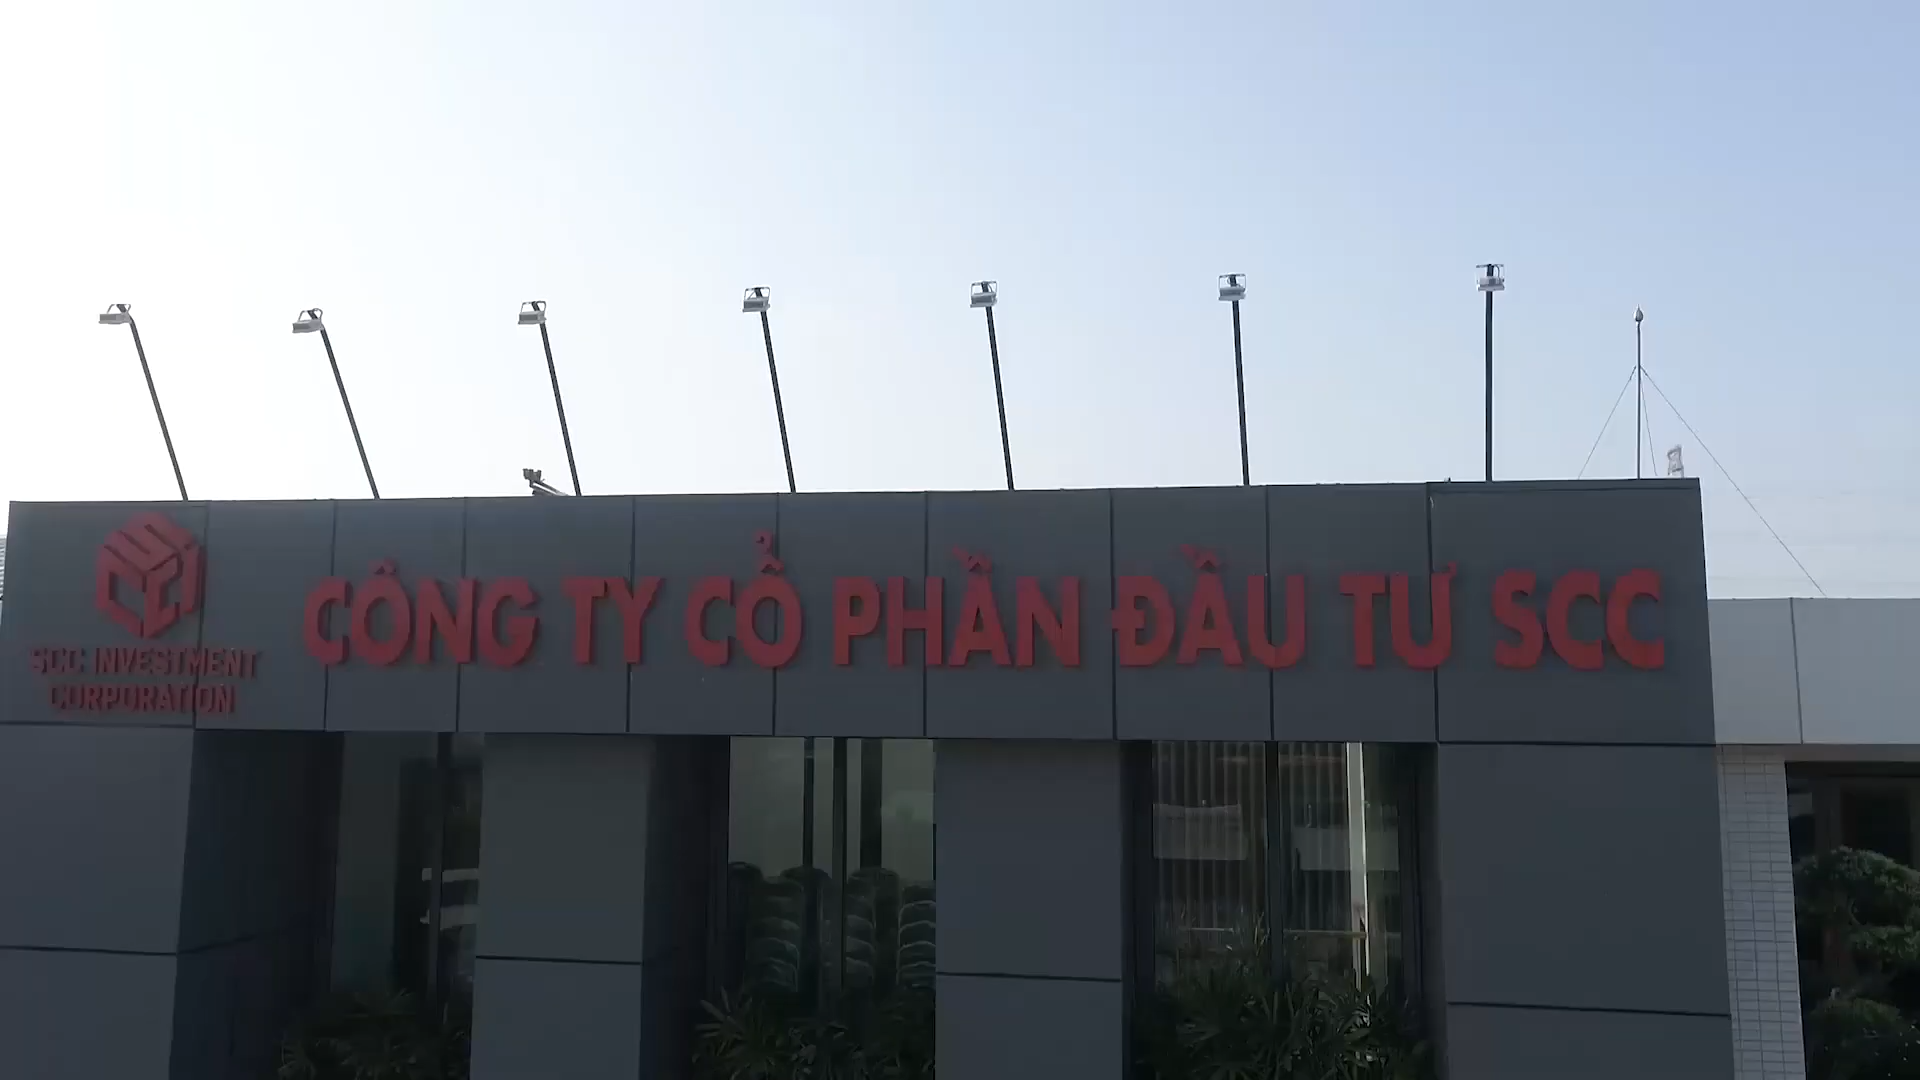 SCC INVESTMENT
CORPORATION
CÔNG TY CỔ PHẦN ĐẦU TƯ SCC